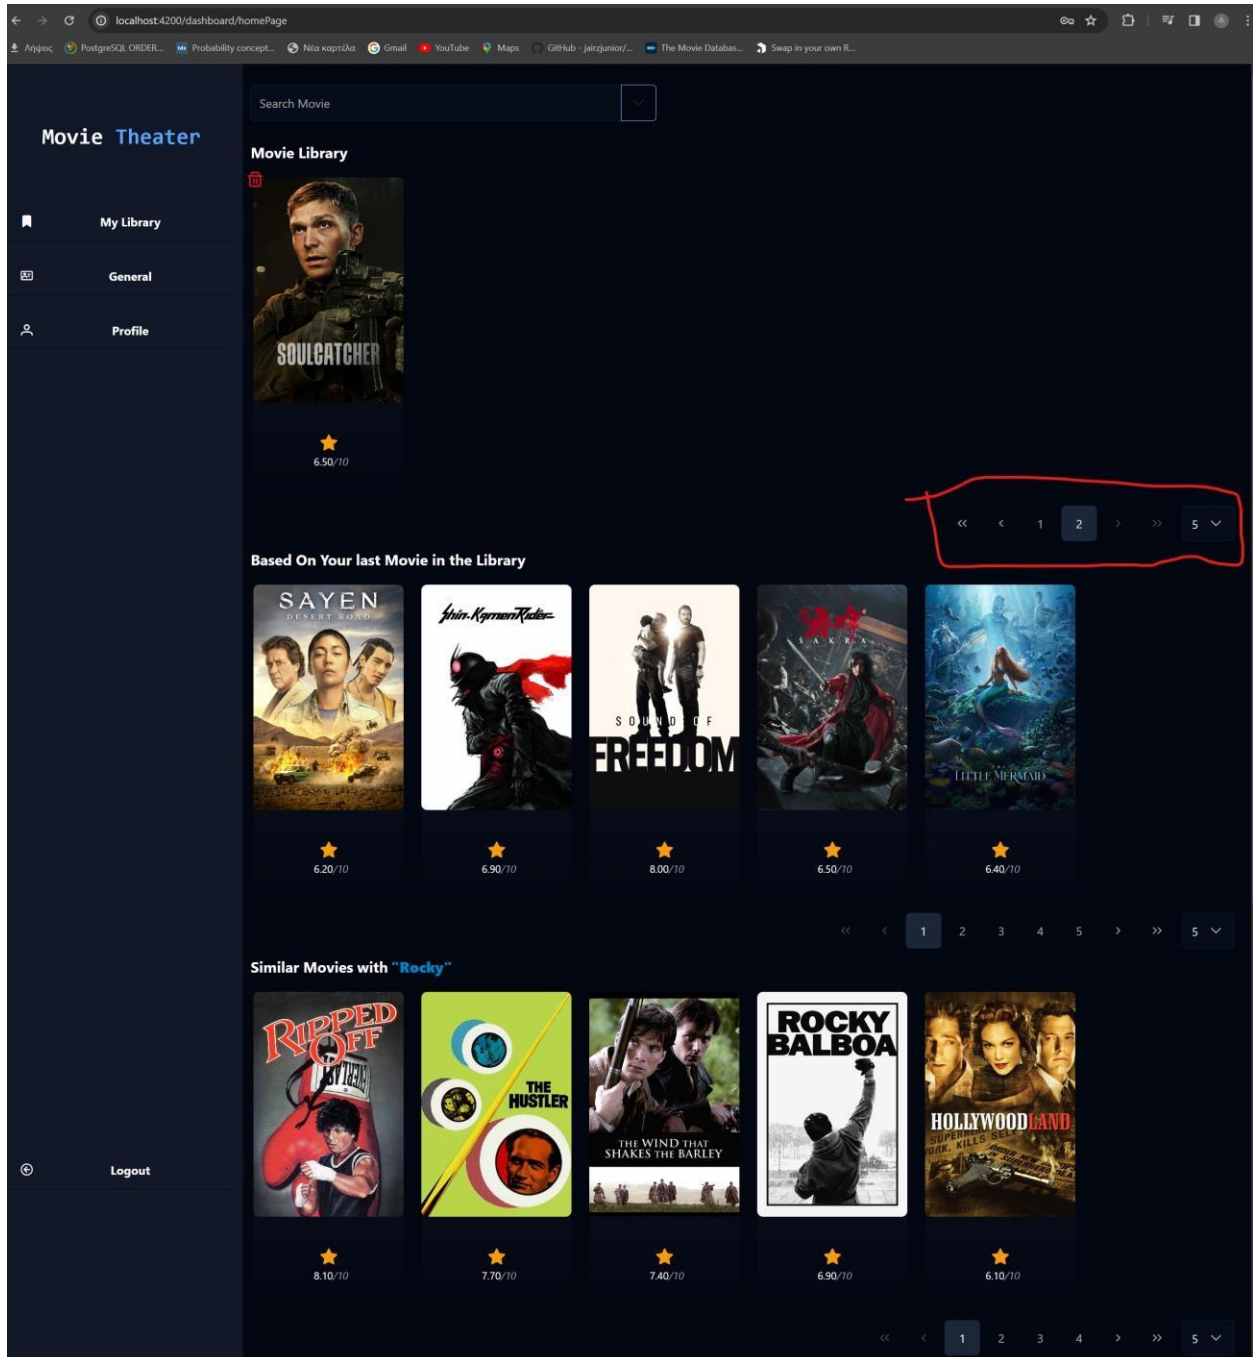 localhost:4200/dashboard/homePage
Λήψεις PostgreSQL ORDER... Probability concept... Νέα καρτέλα Gmail YouTube Maps GitHub - jairzjunior/... The Movie Databas... Swap in your own R...
Search Movie
Movie Theater
Movie Library
My Library
General
Profile
SOULCATCHER
6.50/10
« ‹ 1 2 › » 5
Based On Your last Movie in the Library
SAYEN
DESERT ROAD
Shin.KamenRider
SOUND OF
FREEDOM
SAKRA
THE
LITTLE MERMAID
6.20/10 6.90/10 8.00/10 6.50/10 6.40/10
« ‹ 1 2 3 4 5 › » 5
Similar Movies with "Rocky"
RIPPED
OFF
EVERLAST
THE
HUSTLER
THE WIND THAT
SHAKES THE BARLEY
ROCKY
BALBOA
HOLLYWOODLAND
Logout
8.10/10 7.70/10 7.40/10 6.90/10 6.10/10
« ‹ 1 2 3 4 › » 5